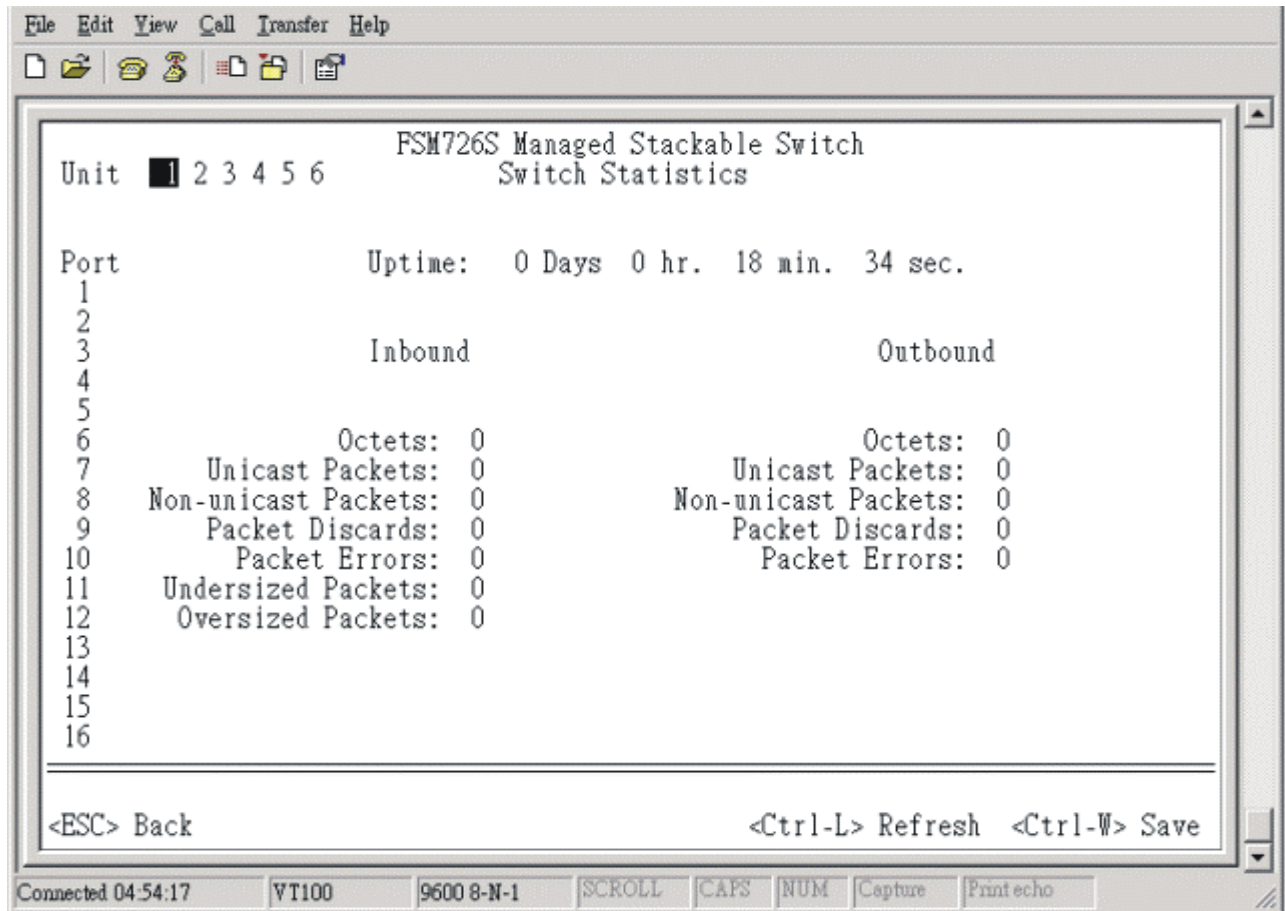 File Edit View Call Transfer Help
FSM726S Managed Stackable Switch
Unit 1 2 3 4 5 6 Switch Statistics
Port Uptime: 0 Days 0 hr. 18 min. 34 sec.
1
2
3 Inbound Outbound
4
5
6 Octets: 0 Octets: 0
7 Unicast Packets: 0 Unicast Packets: 0
8 Non-unicast Packets: 0 Non-unicast Packets: 0
9 Packet Discards: 0 Packet Discards: 0
10 Packet Errors: 0 Packet Errors: 0
11 Undersized Packets: 0
12 Oversized Packets: 0
13
14
15
16
<ESC> Back <Ctrl-L> Refresh <Ctrl-W> Save
Connected 04:54:17 VT100 9600 8-N-1 SCROLL CAPS NUM Capture Print echo